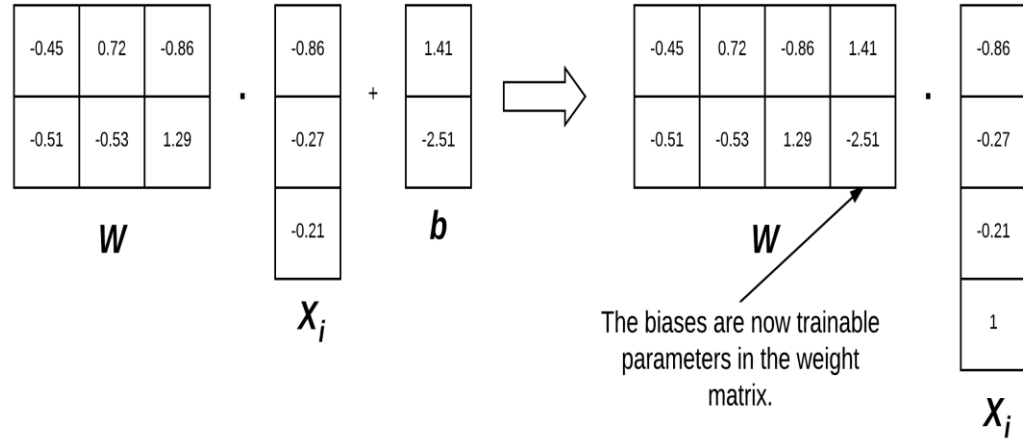 -0.45 0.72 -0.86 -0.86 1.41 -0.45 0.72 -0.86 1.41 -0.86
· + ·
-0.51 -0.53 1.29 -0.27 -2.51 -0.51 -0.53 1.29 -2.51 -0.27
W -0.21 b W -0.21
X_i
The biases are now trainable
parameters in the weight
matrix.
1
X_i